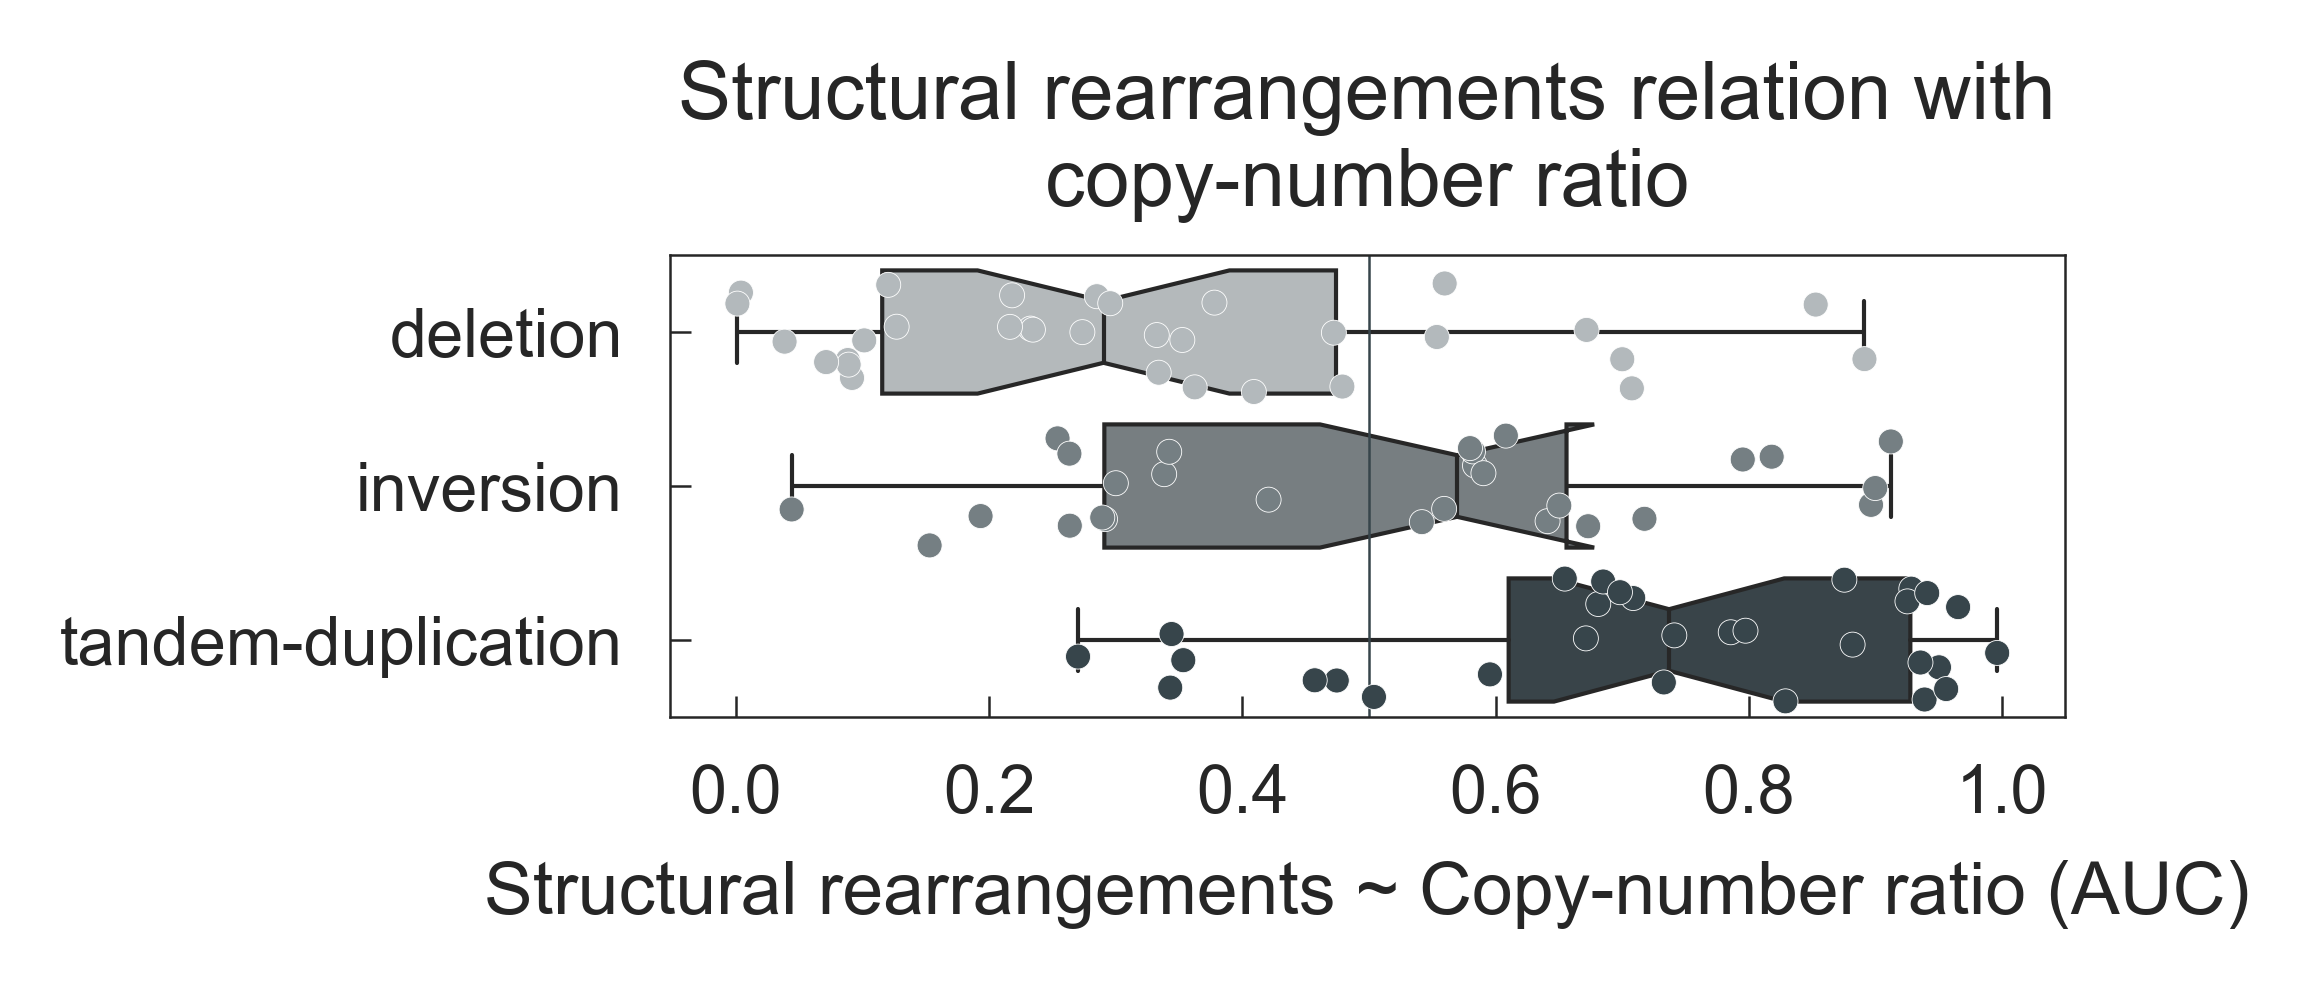 Structural rearrangements relation with
copy-number ratio
deletion
inversion
tandem-duplication
0.0 0.2 0.4 0.6 0.8 1.0
Structural rearrangements ~ Copy-number ratio (AUC)